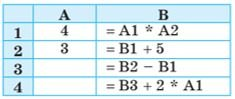 A B
1 4 = A1 * A2
2 3 = B1 + 5
3 = B2 – B1
4 = B3 + 2 * A1